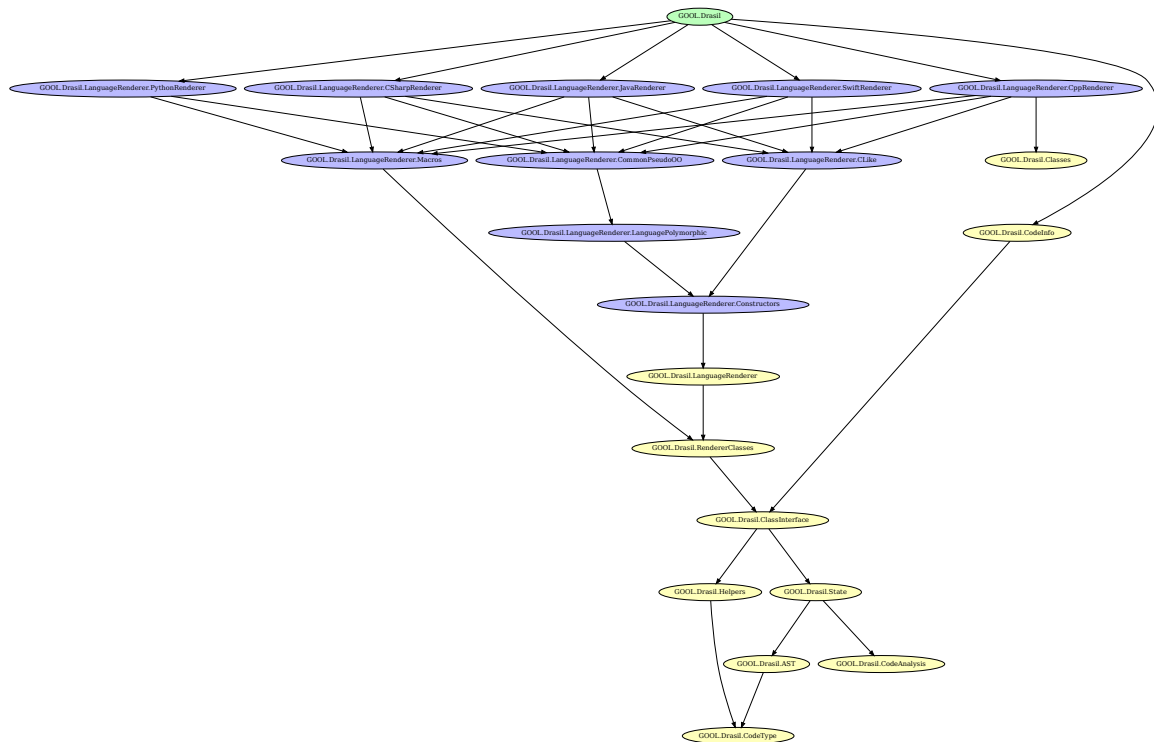 GOOL.Drasil
GOOL.Drasil.LanguageRenderer.PythonRenderer
GOOL.Drasil.LanguageRenderer.CSharpRenderer
GOOL.Drasil.LanguageRenderer.JavaRenderer
GOOL.Drasil.LanguageRenderer.SwiftRenderer
GOOL.Drasil.LanguageRenderer.CppRenderer
GOOL.Drasil.LanguageRenderer.Macros
GOOL.Drasil.LanguageRenderer.CommonPseudoOO
GOOL.Drasil.LanguageRenderer.CLike
GOOL.Drasil.Classes
GOOL.Drasil.LanguageRenderer.LanguagePolymorphic
GOOL.Drasil.CodeInfo
GOOL.Drasil.LanguageRenderer.Constructors
GOOL.Drasil.LanguageRenderer
GOOL.Drasil.RendererClasses
GOOL.Drasil.ClassInterface
GOOL.Drasil.Helpers
GOOL.Drasil.State
GOOL.Drasil.AST
GOOL.Drasil.CodeAnalysis
GOOL.Drasil.CodeType